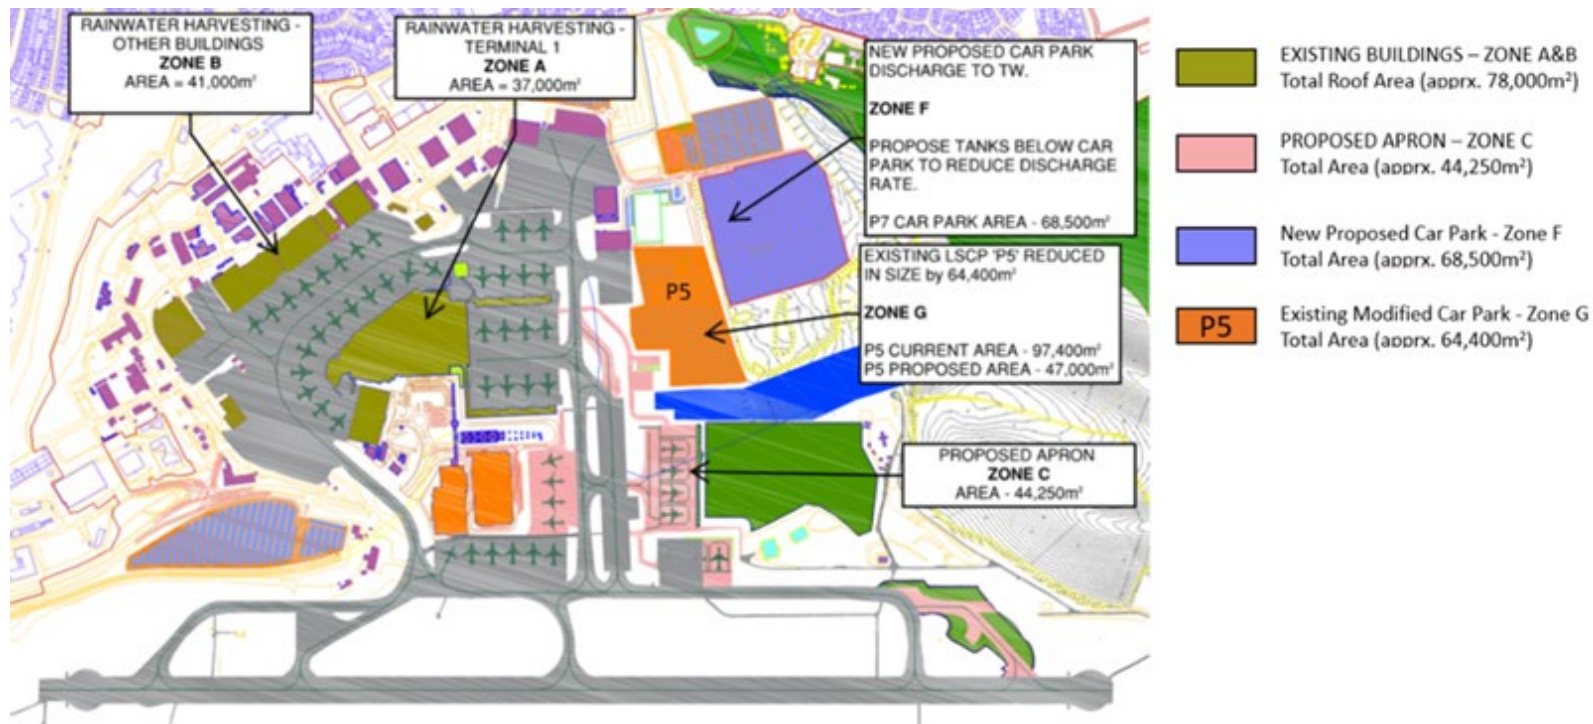 RAINWATER HARVESTING -
OTHER BUILDINGS
ZONE B
AREA = 41,000m²
RAINWATER HARVESTING -
TERMINAL 1
ZONE A
AREA = 37,000m²
NEW PROPOSED CAR PARK
DISCHARGE TO TW.
ZONE F
PROPOSE TANKS BELOW CAR
PARK TO REDUCE DISCHARGE
RATE.
P7 CAR PARK AREA - 68,500m²
EXISTING LSCP 'P5' REDUCED
IN SIZE by 64,400m²
ZONE G
P5 CURRENT AREA - 97,400m²
P5 PROPOSED AREA - 47,000m²
P5
PROPOSED APRON
ZONE C
AREA - 44,250m²
EXISTING BUILDINGS – ZONE A&B
Total Roof Area (apprx. 78,000m²)
PROPOSED APRON – ZONE C
Total Area (apprx. 44,250m²)
New Proposed Car Park - Zone F
Total Area (apprx. 68,500m²)
P5
Existing Modified Car Park - Zone G
Total Area (apprx. 64,400m²)